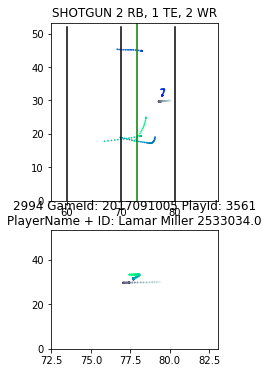 SHOTGUN 2 RB, 1 TE, 2 WR
50
40
30
20
10
0
60 70 80
2994 GameId: 2017091005 PlayId: 3561
PlayerName + ID: Lamar Miller 2533034.0
40
20
0
72.5 75.0 77.5 80.0 82.5